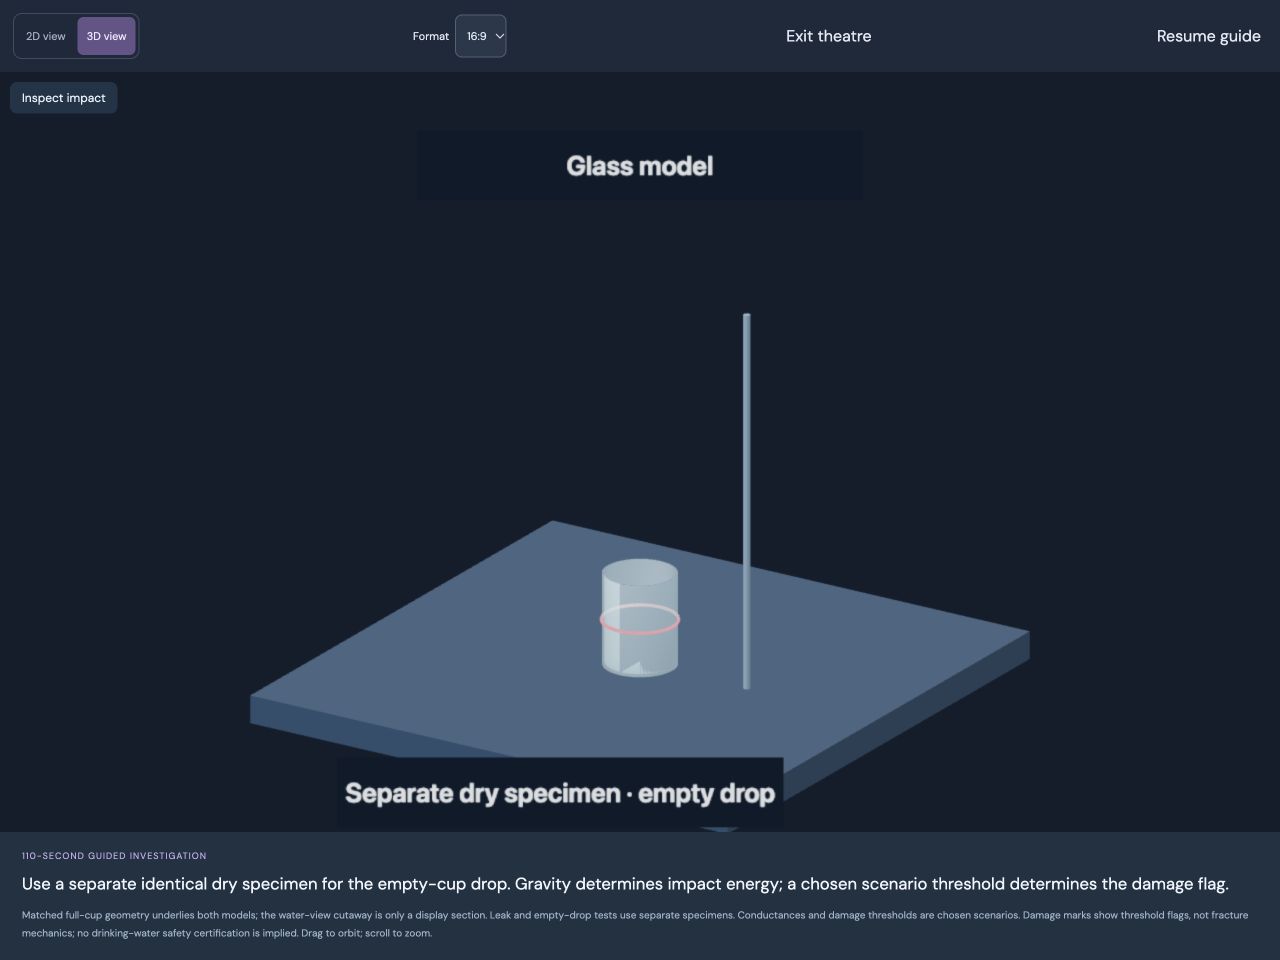 2D view 3D view Format 16:9 Exit theatre Resume guide
Inspect impact
Glass model
Separate dry specimen · empty drop
110-SECOND GUIDED INVESTIGATION
Use a separate identical dry specimen for the empty-cup drop. Gravity determines impact energy; a chosen scenario threshold determines the damage flag.
Matched full-cup geometry underlies both models; the water-view cutaway is only a display section. Leak and empty-drop tests use separate specimens. Conductances and damage thresholds are chosen scenarios. Damage marks show threshold flags, not fracture
mechanics; no drinking-water safety certification is implied. Drag to orbit; scroll to zoom.